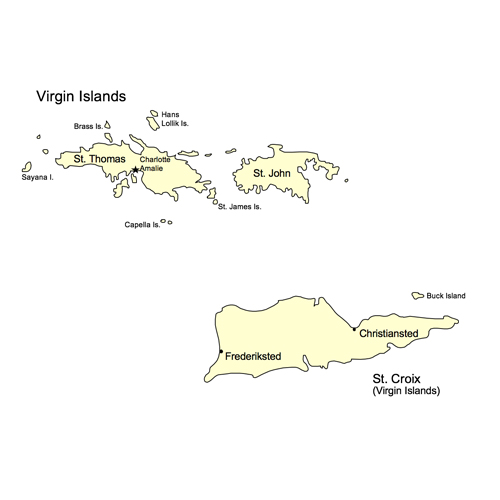 Virgin Islands
Hans
Lollik Is.
Brass Is.
St. Thomas
Charlotte
Amalie
St. John
Sayana I.
St. James Is.
Capella Is.
Buck Island
Christiansted
Frederiksted
St. Croix
(Virgin Islands)